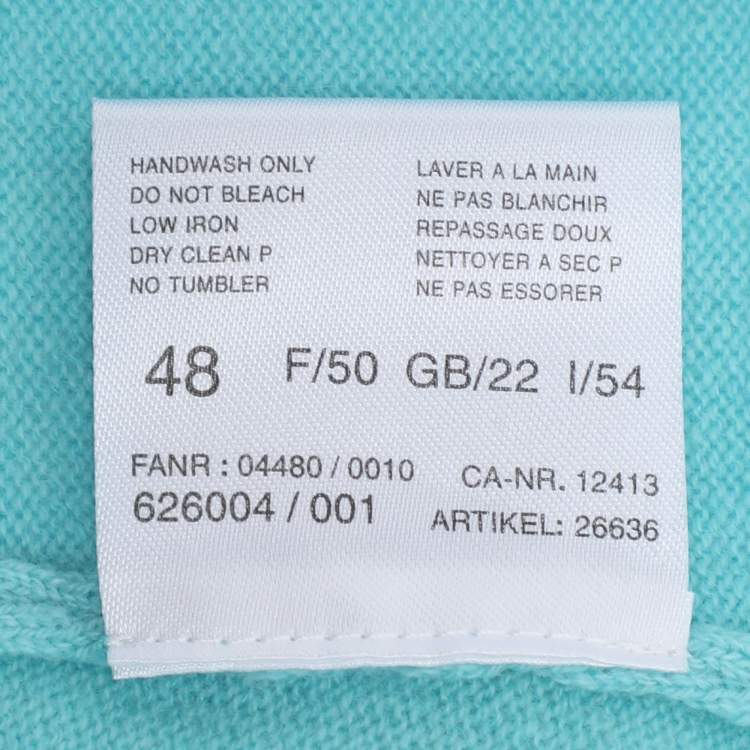 HANDWASH ONLY
DO NOT BLEACH
LOW IRON
DRY CLEAN P
NO TUMBLER
LAVER A LA MAIN
NE PAS BLANCHIR
REPASSAGE DOUX
NETTOYER A SEC P
NE PAS ESSORER
48 F/50 GB/22 I/54
FANR : 04480 / 0010
626004 / 001
CA-NR. 12413
ARTIKEL: 26636